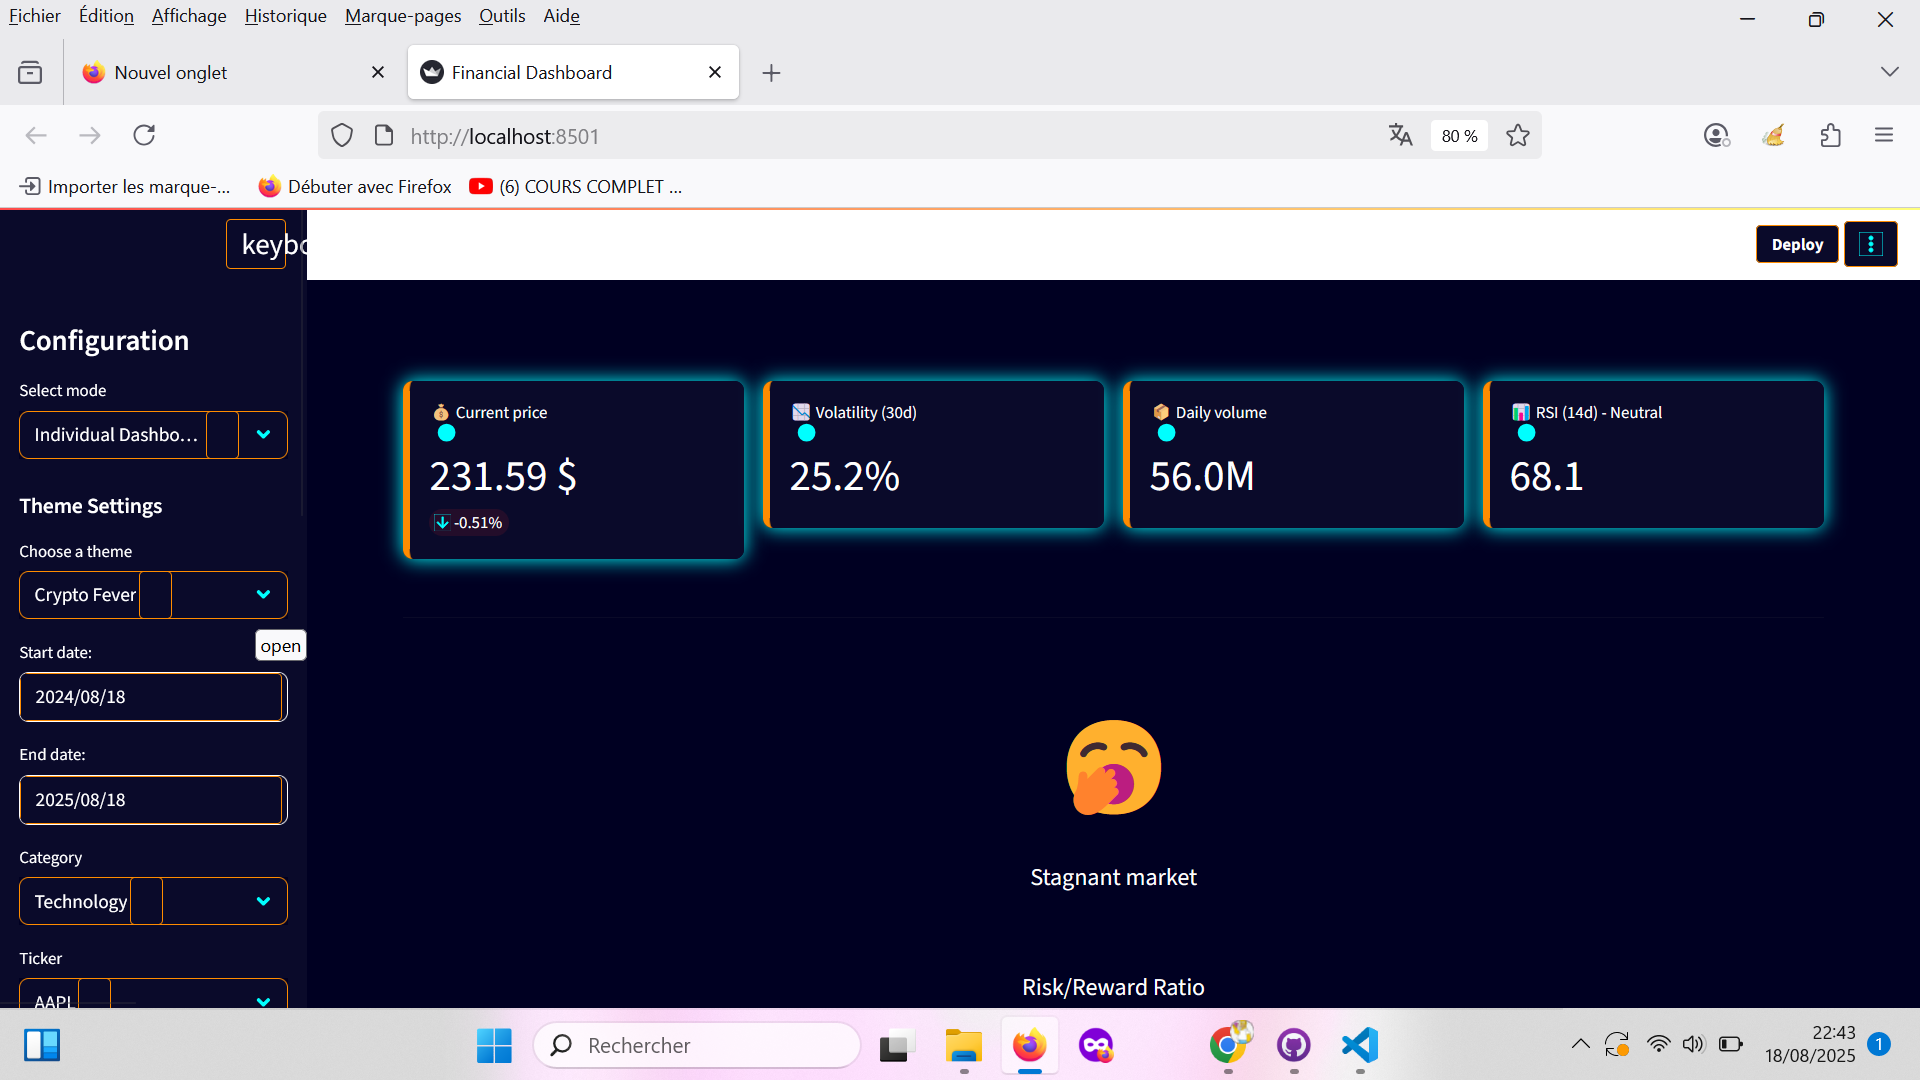 Fichier Édition Affichage Historique Marque-pages Outils Aide
Nouvel onglet
Financial Dashboard
http://localhost:8501
80 %
Importer les marque-...
Débuter avec Firefox
(6) COURS COMPLET ...
keybo
Deploy
Configuration
Select mode
Individual Dashbo...
Theme Settings
Choose a theme
Crypto Fever
open
Start date:
2024/08/18
End date:
2025/08/18
Category
Technology
Ticker
AAPL
Current price
231.59 $
-0.51%
Volatility (30d)
25.2%
Daily volume
56.0M
RSI (14d) - Neutral
68.1
Stagnant market
Risk/Reward Ratio
Rechercher
22:43
18/08/2025
1